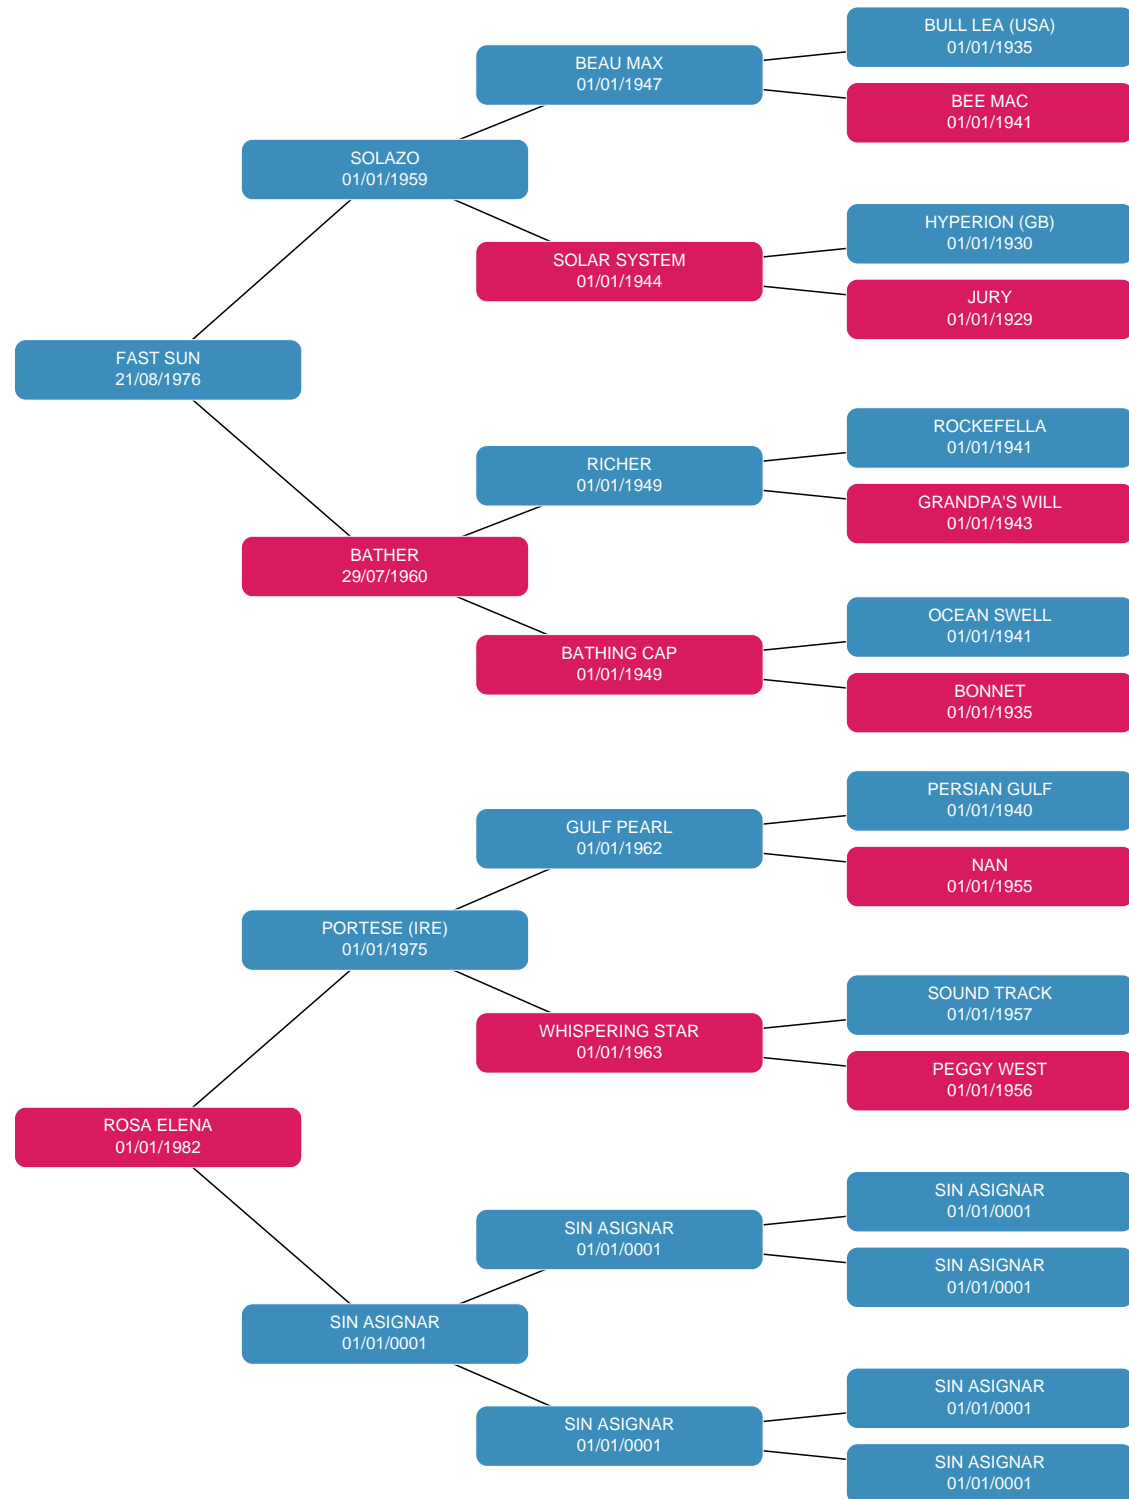 BULL LEA (USA)
01/01/1935
BEAU MAX
01/01/1947
BEE MAC
01/01/1941
SOLAZO
01/01/1959
HYPERION (GB)
01/01/1930
SOLAR SYSTEM
01/01/1944
JURY
01/01/1929
FAST SUN
21/08/1976
ROCKEFELLA
01/01/1941
RICHER
01/01/1949
GRANDPA'S WILL
01/01/1943
BATHER
29/07/1960
OCEAN SWELL
01/01/1941
BATHING CAP
01/01/1949
BONNET
01/01/1935
PERSIAN GULF
01/01/1940
GULF PEARL
01/01/1962
NAN
01/01/1955
PORTESE (IRE)
01/01/1975
SOUND TRACK
01/01/1957
WHISPERING STAR
01/01/1963
PEGGY WEST
01/01/1956
ROSA ELENA
01/01/1982
SIN ASIGNAR
01/01/0001
SIN ASIGNAR
01/01/0001
SIN ASIGNAR
01/01/0001
SIN ASIGNAR
01/01/0001
SIN ASIGNAR
01/01/0001
SIN ASIGNAR
01/01/0001
SIN ASIGNAR
01/01/0001